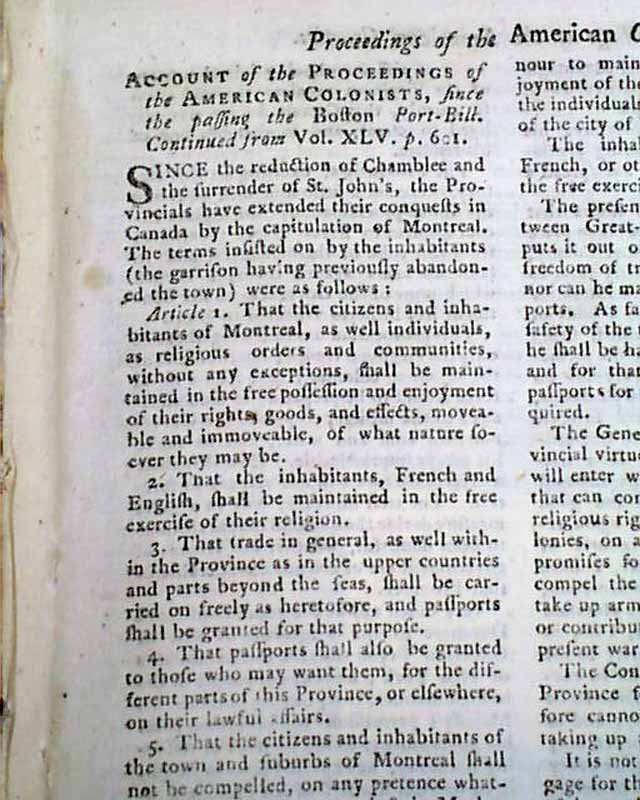 Proceedings of the American C
ACCOUNT of the PROCEEDINGS of
the AMERICAN COLONISTS, ſince
the paſſing the Boſton Port-Bill.
Continued from Vol. XLV. p. 601.
SINCE the reduction of Chamblee and
the ſurrender of St. John's, the Pro-
vincials have extended their conqueſts in
Canada by the capitulation of Montreal.
The terms inſiſted on by the inhabitants
(the garriſon having previouſly abandon-
ed the town) were as follows:
Article 1. That the citizens and inha-
bitants of Montreal, as well individuals,
as religious orders and communities,
without any exceptions, ſhall be main-
tained in the free poſſeſſion and enjoyment
of their rights, goods, and effects, movea-
ble and immoveable, of what nature ſo-
ever they may be.
2. That the inhabitants, French and
Engliſh, ſhall be maintained in the free
exerciſe of their religion.
3. That trade in general, as well with-
in the Province as in the upper countries
and parts beyond the ſeas, ſhall be car-
ried on freely as heretofore, and paſſports
ſhall be granted for that purpoſe.
4. That paſſports ſhall alſo be granted
to thoſe who may want them, for the dif-
ferent parts of this Province, or elſewhere,
on their lawful affairs.
5. That the citizens and inhabitants of
the town and ſuburbs of Montreal ſhall
not be compelled, on any pretence what-
nour to main
joyment of the
the individuals
of the city of
The inhab
French, or ot
the free exerci
The preſen
tween Great-
puts it out o
freedom of tr
nor can he ma
ports. As fa
ſafety of the
he ſhall be ha
and for that
paſſports for
quired.
The Gene
vincial virtue
will enter w
that can co
religious rig
lonies, on a
promiſes fo
compel the
take up arm
or contribu
preſent war
The Con
Province f
fore canno
taking up
It is not
gage for th